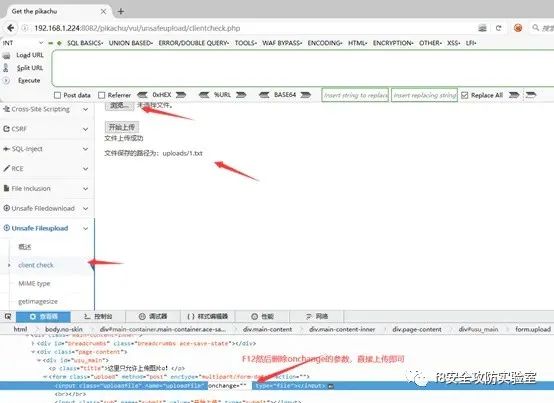 Get the pikachu
192.168.1.224:8082/pikachu/vul/unsafeupload/clientcheck.php
INT SQL BASICS UNION BASED ERROR/DOUBLE QUERY TOOLS WAF BYPASS ENCODING HTML ENCRYPTION OTHER XSS LFI
Load URL
Split URL
Execute
Post data Referrer 0xHEX %URL BASE64 Insert string to replace Insert replacing string Replace All
Cross-Site Scripting
浏览... 未选择文件。
CSRF
开始上传
SQL-Inject
文件上传成功
RCE
文件保存的路径为：uploads/1.txt
File Inclusion
Unsafe Filedownload
Unsafe Fileupload
概述
client check
MIME type
getimagesize
查看器 控制台 调试器 {} 样式编辑器 性能 网络
html body.no-skin div#main-container.main-container.ace-sa... div.main-content div.main-content-inner div.page-content div#usu_main form.upload
<div class="main-content-inner">
<div id="breadcrumbs" class="breadcrumbs ace-save-state"></div>
<div class="page-content">
<div id="usu_main">
F12然后删除onchange的参数，直接上传即可
<p class="title">这里只允许上传图片o！</p>
<form class="upload" method="post" enctype="multipart/form-data" action="">
<input class="uploadfile" name="uploadfile" onchange="" type="file"></input>
<br></br>
f8安全攻防实验室